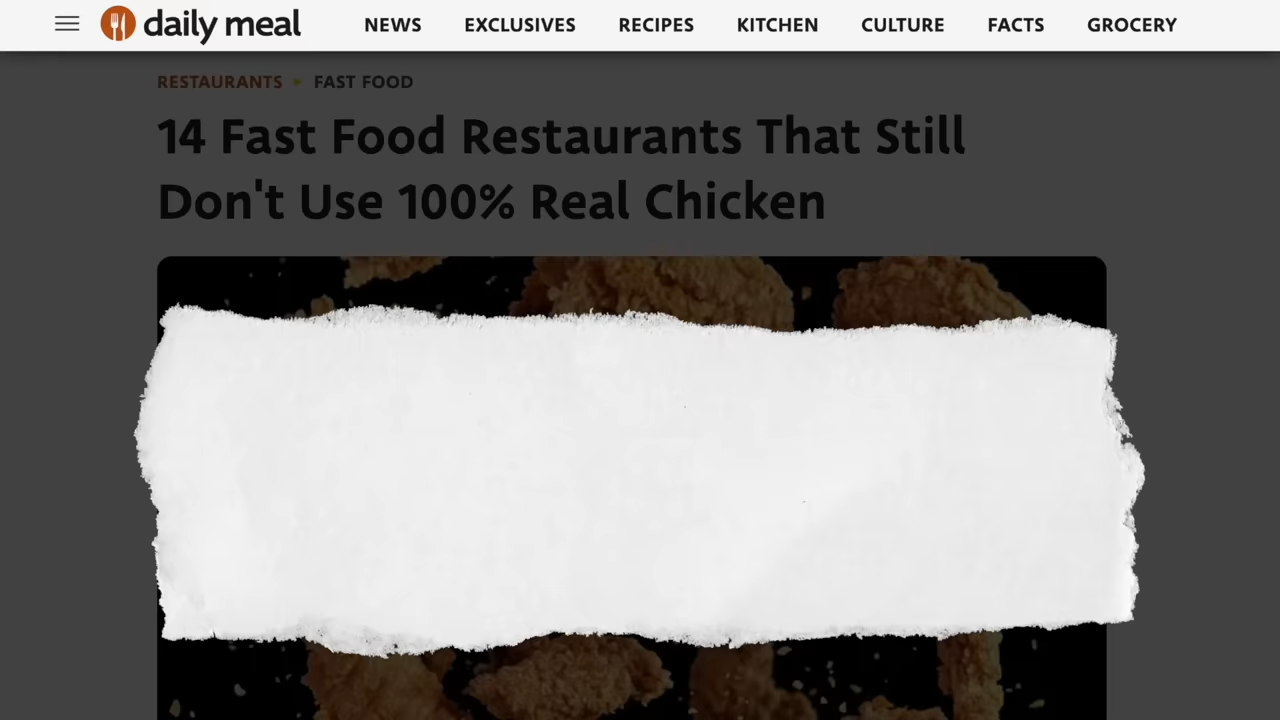 daily meal
NEWS EXCLUSIVES RECIPES KITCHEN CULTURE FACTS GROCERY
RESTAURANTS FAST FOOD
14 Fast Food Restaurants That Still
Don't Use 100% Real Chicken